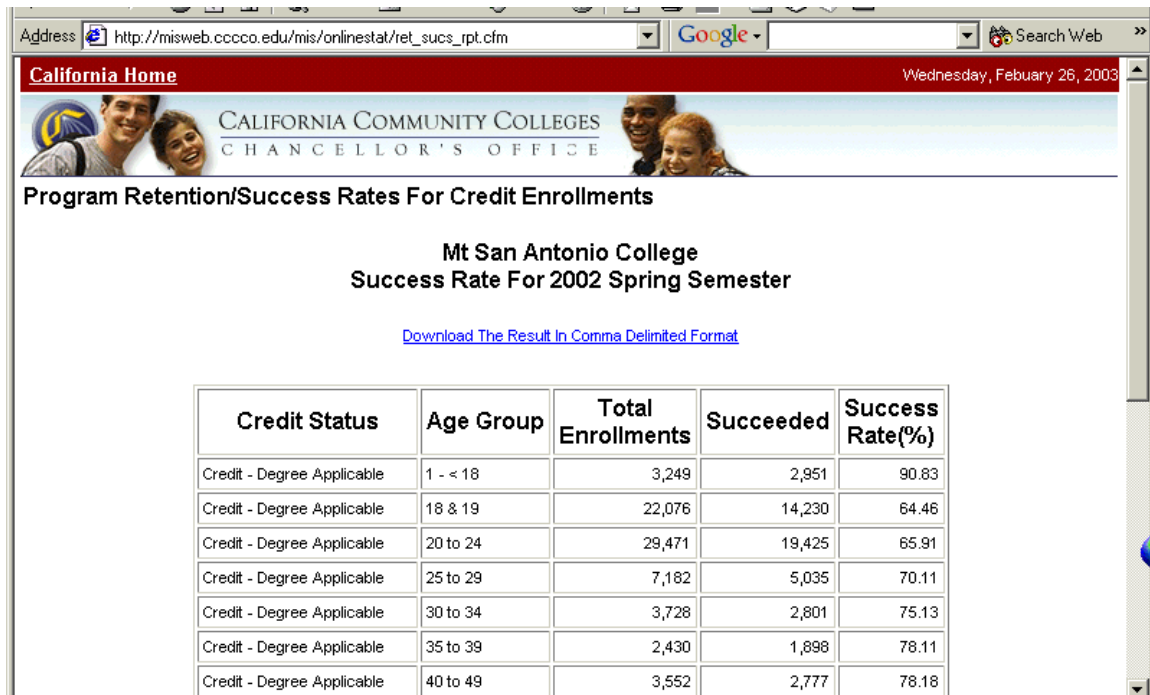 Address http://misweb.cccco.edu/mis/onlinestat/ret_sucs_rpt.cfm Google Search Web »
California Home Wednesday, Febuary 26, 2003
CALIFORNIA COMMUNITY COLLEGES
CHANCELLOR'S OFFICE
Program Retention/Success Rates For Credit Enrollments
Mt San Antonio College
Success Rate For 2002 Spring Semester
Download The Result In Comma Delimited Format
Credit Status Age Group Total Enrollments Succeeded Success Rate(%)
Credit - Degree Applicable 1 - < 18 3,249 2,951 90.83
Credit - Degree Applicable 18 & 19 22,076 14,230 64.46
Credit - Degree Applicable 20 to 24 29,471 19,425 65.91
Credit - Degree Applicable 25 to 29 7,182 5,035 70.11
Credit - Degree Applicable 30 to 34 3,728 2,801 75.13
Credit - Degree Applicable 35 to 39 2,430 1,898 78.11
Credit - Degree Applicable 40 to 49 3,552 2,777 78.18